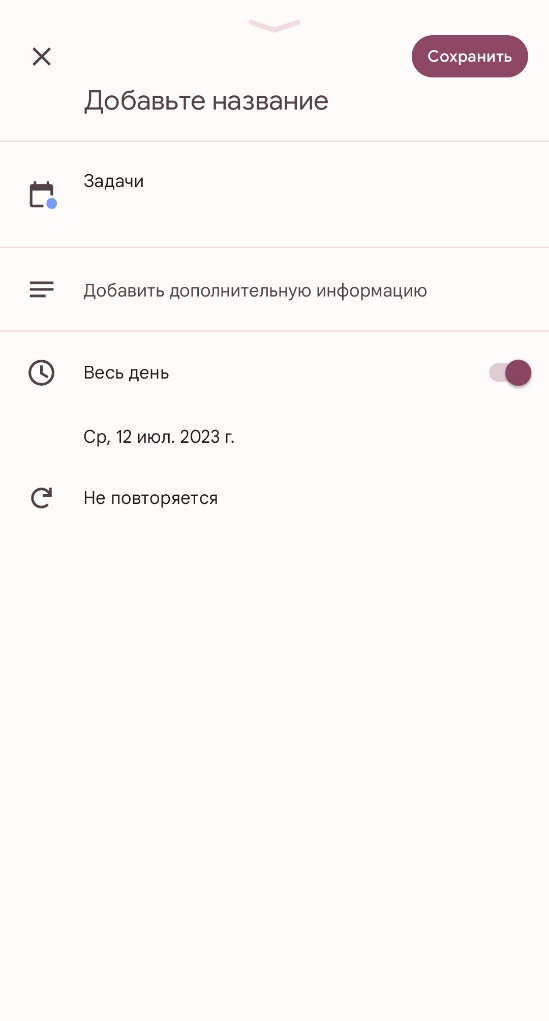 Сохранить
Добавьте название
Задачи
Добавить дополнительную информацию
Весь день
Ср, 12 июл. 2023 г.
Не повторяется